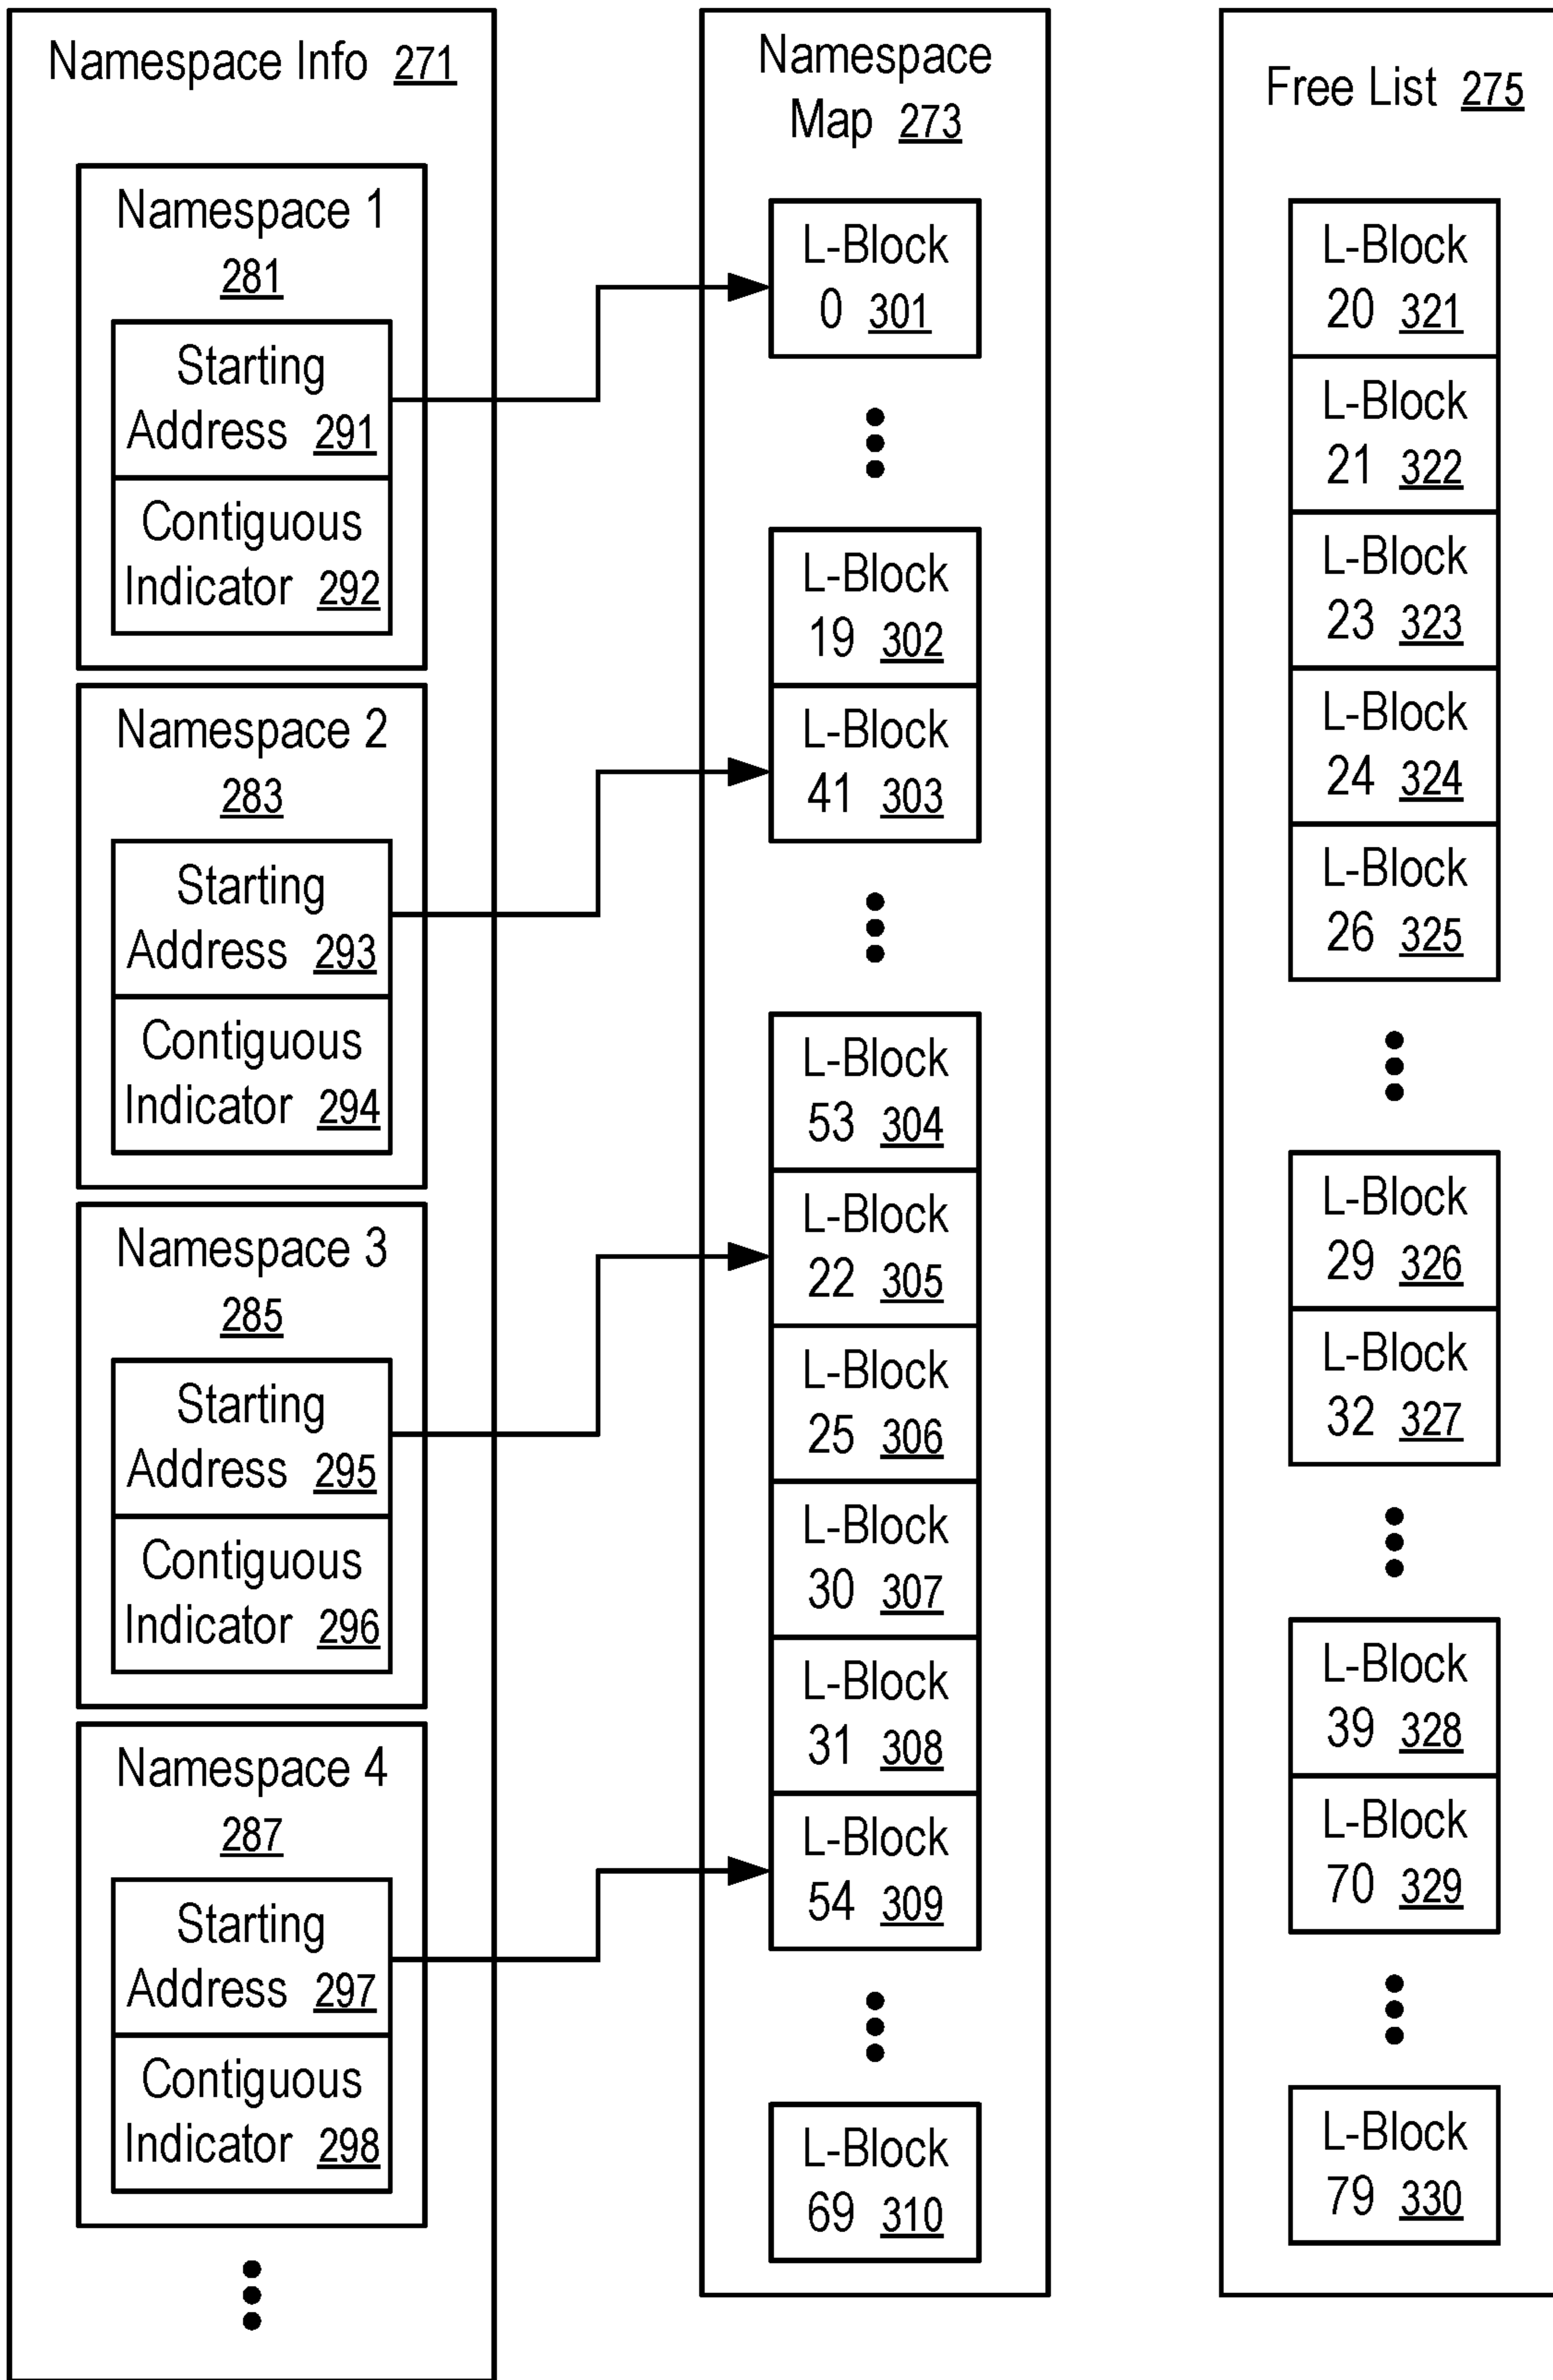 Namespace Info 271
Namespace 1
281
Starting
Address 291
Contiguous
Indicator 292
Namespace 2
283
Starting
Address 293
Contiguous
Indicator 294
Namespace 3
285
Starting
Address 295
Contiguous
Indicator 296
Namespace 4
287
Starting
Address 297
Contiguous
Indicator 298
Namespace
Map 273
L-Block
0 301
L-Block
19 302
L-Block
41 303
L-Block
53 304
L-Block
22 305
L-Block
25 306
L-Block
30 307
L-Block
31 308
L-Block
54 309
L-Block
69 310
Free List 275
L-Block
20 321
L-Block
21 322
L-Block
23 323
L-Block
24 324
L-Block
26 325
L-Block
29 326
L-Block
32 327
L-Block
39 328
L-Block
70 329
L-Block
79 330